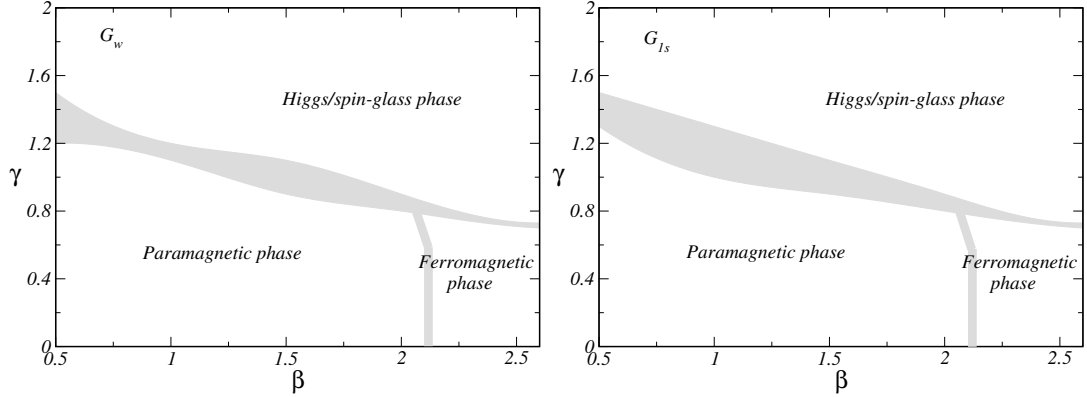 2
G_w
1.6
Higgs/spin-glass phase
1.2
γ
0.8
Paramagnetic phase
Ferromagnetic
phase
0.4
0
0.5
1
1.5
2
2.5
β
2
G_1s
1.6
Higgs/spin-glass phase
1.2
γ
0.8
Paramagnetic phase
Ferromagnetic
phase
0.4
0
0.5
1
1.5
2
2.5
β